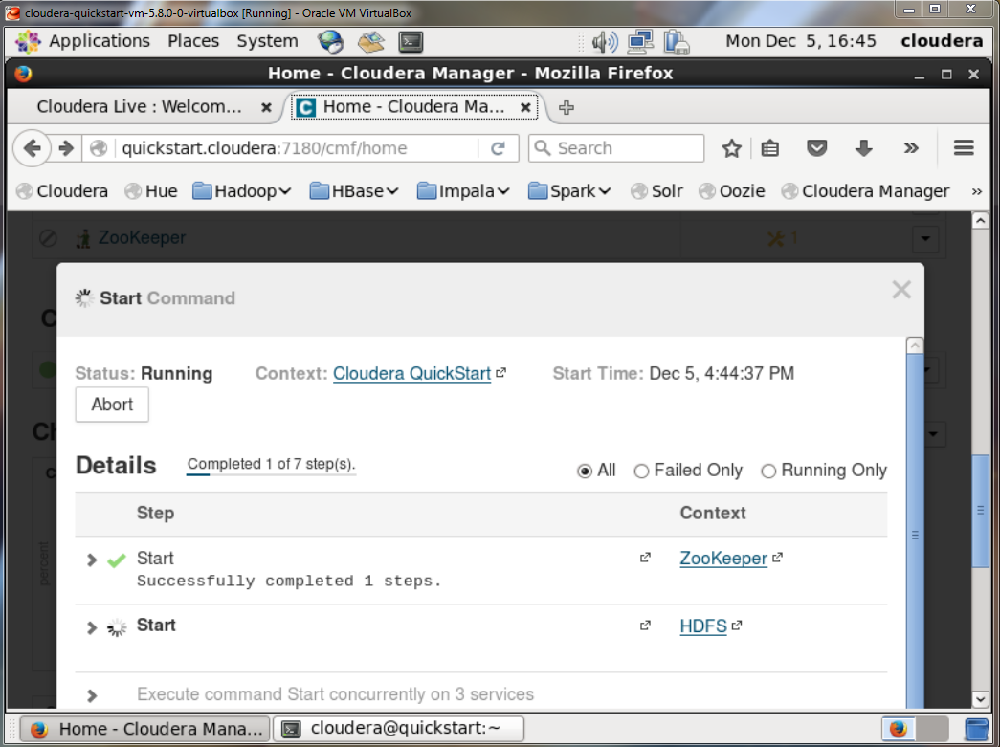 cloudera-quickstart-vm-5.8.0-0-virtualbox [Running] - Oracle VM VirtualBox
Applications Places System Mon Dec 5, 16:45 cloudera
Home - Cloudera Manager - Mozilla Firefox
Cloudera Live : Welcom... Home - Cloudera Ma...
quickstart.cloudera:7180/cmf/home Search
Cloudera Hue Hadoop HBase Impala Spark Solr Oozie Cloudera Manager »
ZooKeeper 1
Start Command
Status: Running Context: Cloudera QuickStart Start Time: Dec 5, 4:44:37 PM
Abort
Details Completed 1 of 7 step(s). All Failed Only Running Only
Step Context
Start ZooKeeper
Successfully completed 1 steps.
percent
Start HDFS
Execute command Start concurrently on 3 services
Home - Cloudera Mana... cloudera@quickstart:~